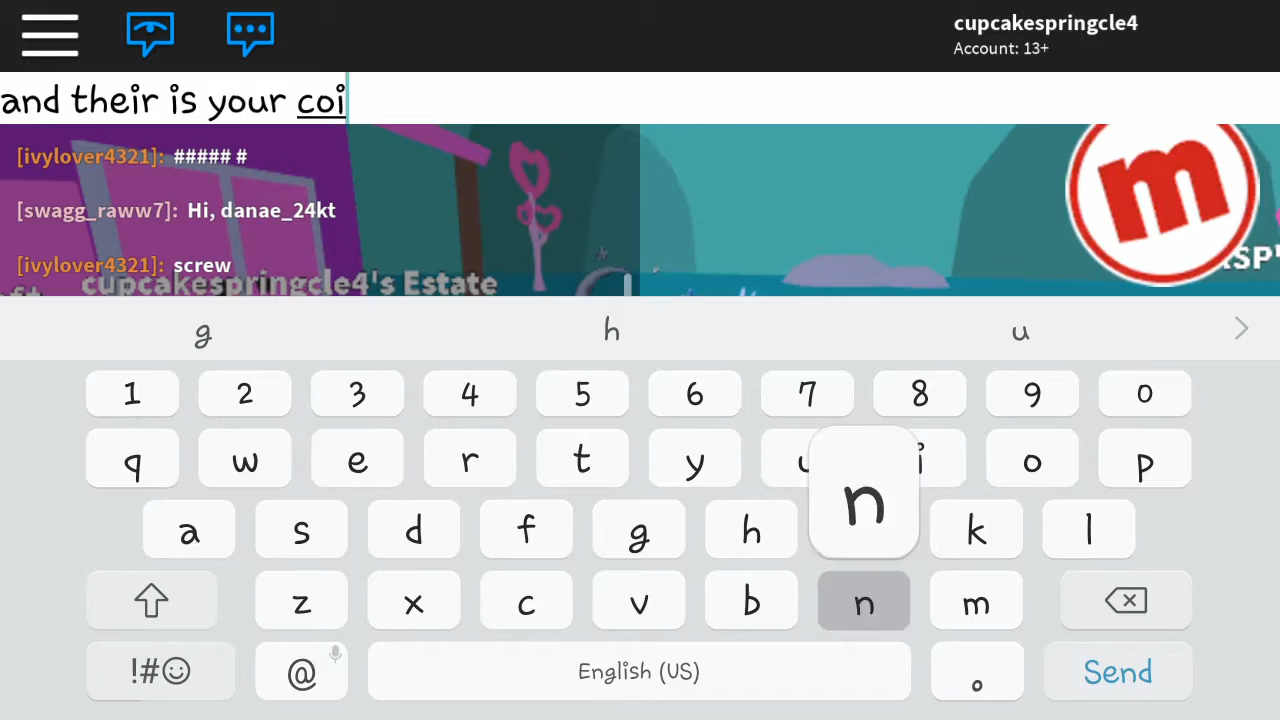 cupcakespringcle4
Account: 13+
and their is your coi
[ivylover4321]: ##### #
[swagg_raww7]: Hi, danae_24kt
[ivylover4321]: screw
cupcakespringcle4's Estate
m
g h u
1 2 3 4 5 6 7 8 9 0
q w e r t y u i o p
a s d f g h k l
n
z x c v b n m
!#☺ @ English (US) . Send